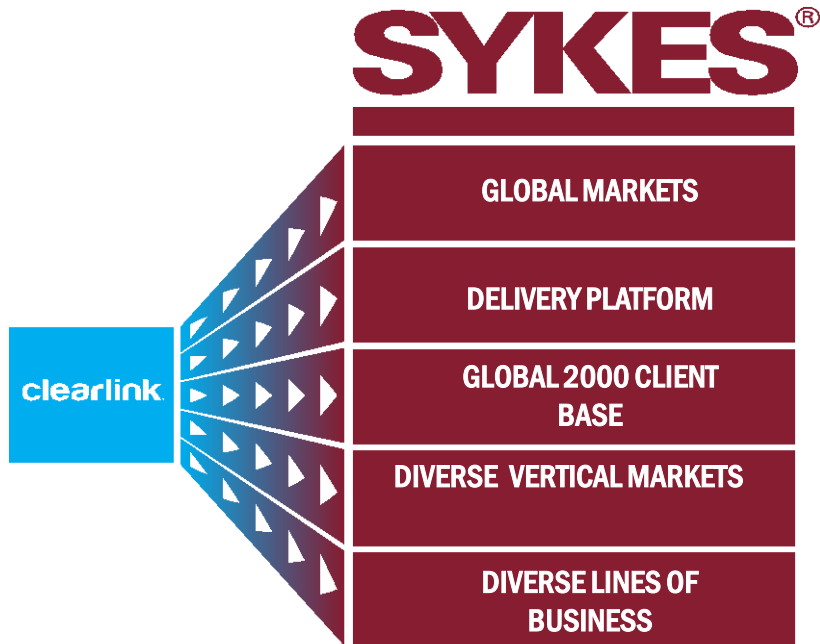 SYKES®
GLOBAL MARKETS
DELIVERY PLATFORM
clearlink.
GLOBAL 2000 CLIENT
BASE
DIVERSE VERTICAL MARKETS
DIVERSE LINES OF
BUSINESS